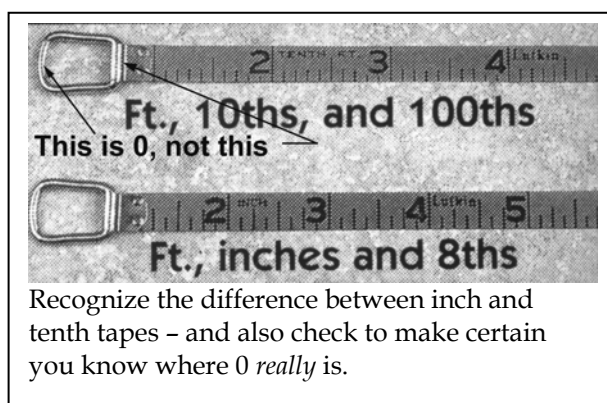 2 TENTH FT. 3 4 Lufkin
Ft., 10ths, and 100ths
This is 0, not this
2 INCH 3 4 Lufkin 5
Ft., inches and 8ths
Recognize the difference between inch and
tenth tapes – and also check to make certain
you know where 0 really is.